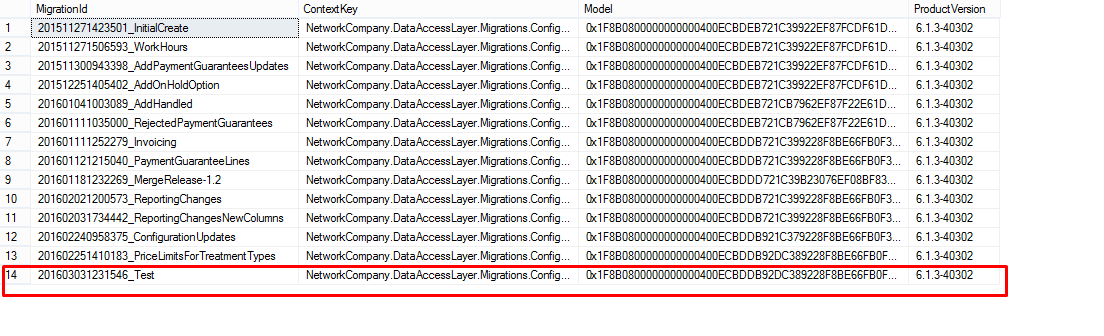 MigrationId ContextKey Model ProductVersion
1 201511271423501_InitialCreate NetworkCompany.DataAccessLayer.Migrations.Config... 0x1F8B0800000000000400ECBDEB721C39922EF87FCDF61D... 6.1.3-40302
2 201511271506593_WorkHours NetworkCompany.DataAccessLayer.Migrations.Config... 0x1F8B0800000000000400ECBDEB721C39922EF87FCDF61D... 6.1.3-40302
3 201511300943398_AddPaymentGuaranteesUpdates NetworkCompany.DataAccessLayer.Migrations.Config... 0x1F8B0800000000000400ECBDEB721C39922EF87FCDF61D... 6.1.3-40302
4 201512251405402_AddOnHoldOption NetworkCompany.DataAccessLayer.Migrations.Config... 0x1F8B0800000000000400ECBDEB721C39922EF87FCDF61D... 6.1.3-40302
5 201601041003089_AddHandled NetworkCompany.DataAccessLayer.Migrations.Config... 0x1F8B0800000000000400ECBDEB721CB7962EF87F22E61D... 6.1.3-40302
6 201601111035000_RejectedPaymentGuarantees NetworkCompany.DataAccessLayer.Migrations.Config... 0x1F8B0800000000000400ECBDEB721CB7962EF87F22E61D... 6.1.3-40302
7 201601111252279_Invoicing NetworkCompany.DataAccessLayer.Migrations.Config... 0x1F8B0800000000000400ECBDDB721C399228F8BE66FB0F3... 6.1.3-40302
8 201601121215040_PaymentGuaranteeLines NetworkCompany.DataAccessLayer.Migrations.Config... 0x1F8B0800000000000400ECBDDB721C399228F8BE66FB0F3... 6.1.3-40302
9 201601181232269_MergeRelease-1.2 NetworkCompany.DataAccessLayer.Migrations.Config... 0x1F8B0800000000000400ECBDDD721C39B23076EF08BF83... 6.1.3-40302
10 201602021200573_ReportingChanges NetworkCompany.DataAccessLayer.Migrations.Config... 0x1F8B0800000000000400ECBDDB721C399228F8BE66FB0F3... 6.1.3-40302
11 201602031734442_ReportingChangesNewColumns NetworkCompany.DataAccessLayer.Migrations.Config... 0x1F8B0800000000000400ECBDDB721C399228F8BE66FB0F3... 6.1.3-40302
12 201602240958375_ConfigurationUpdates NetworkCompany.DataAccessLayer.Migrations.Config... 0x1F8B0800000000000400ECBDDB921C379228F8BE66FB0F3... 6.1.3-40302
13 201602251410183_PriceLimitsForTreatmentTypes NetworkCompany.DataAccessLayer.Migrations.Config... 0x1F8B0800000000000400ECBDDB92DC389228F8BE66FB0F... 6.1.3-40302
14 201603031231546_Test NetworkCompany.DataAccessLayer.Migrations.Config... 0x1F8B0800000000000400ECBDDB92DC389228F8BE66FB0F... 6.1.3-40302